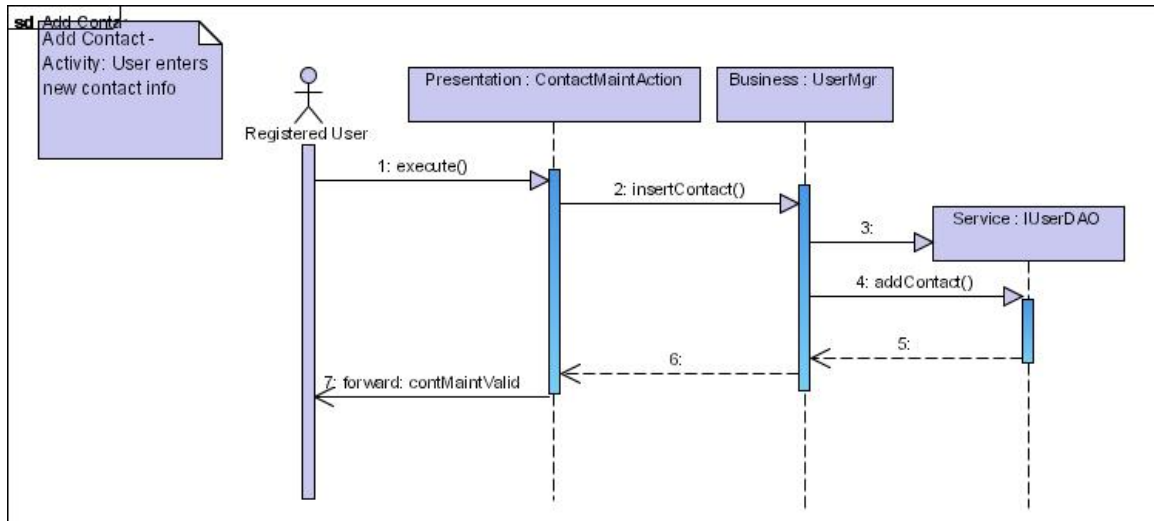 sd Add Conta
Add Contact -
Activity: User enters
new contact info
Registered User
Presentation : ContactMaintAction
Business : UserMgr
1: execute()
2: insertContact()
Service : IUserDAO
3:
4: addContact()
5:
6:
7: forward: contMaintValid